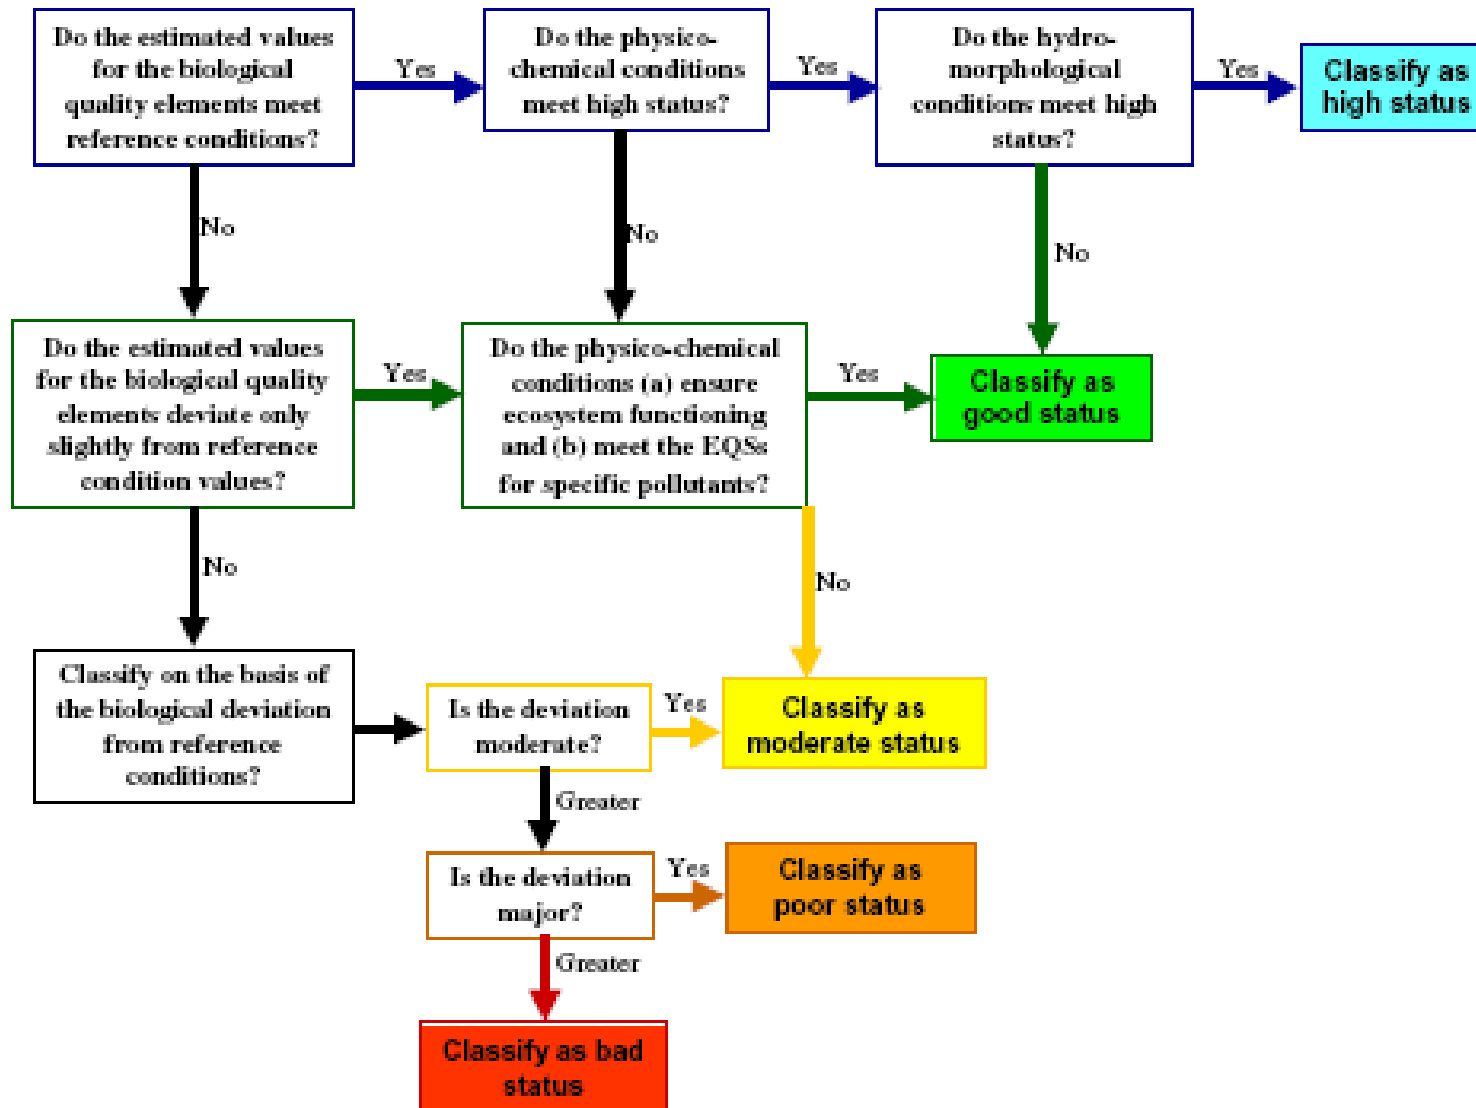 Do the estimated values
for the biological
quality elements meet
reference conditions?
Yes
Do the physico-
chemical conditions
meet high status?
Yes
Do the hydro-
morphological
conditions meet high
status?
Yes
Classify as
high status
No
No
No
Do the estimated values
for the biological quality
elements deviate only
slightly from reference
condition values?
Yes
Do the physico-chemical
conditions (a) ensure
ecosystem functioning
and (b) meet the EQSs
for specific pollutants?
Yes
Classify as
good status
No
No
Classify on the basis of
the biological deviation
from reference
conditions?
Is the deviation
moderate?
Yes
Classify as
moderate status
Greater
Is the deviation
major?
Yes
Classify as
poor status
Greater
Classify as bad
status